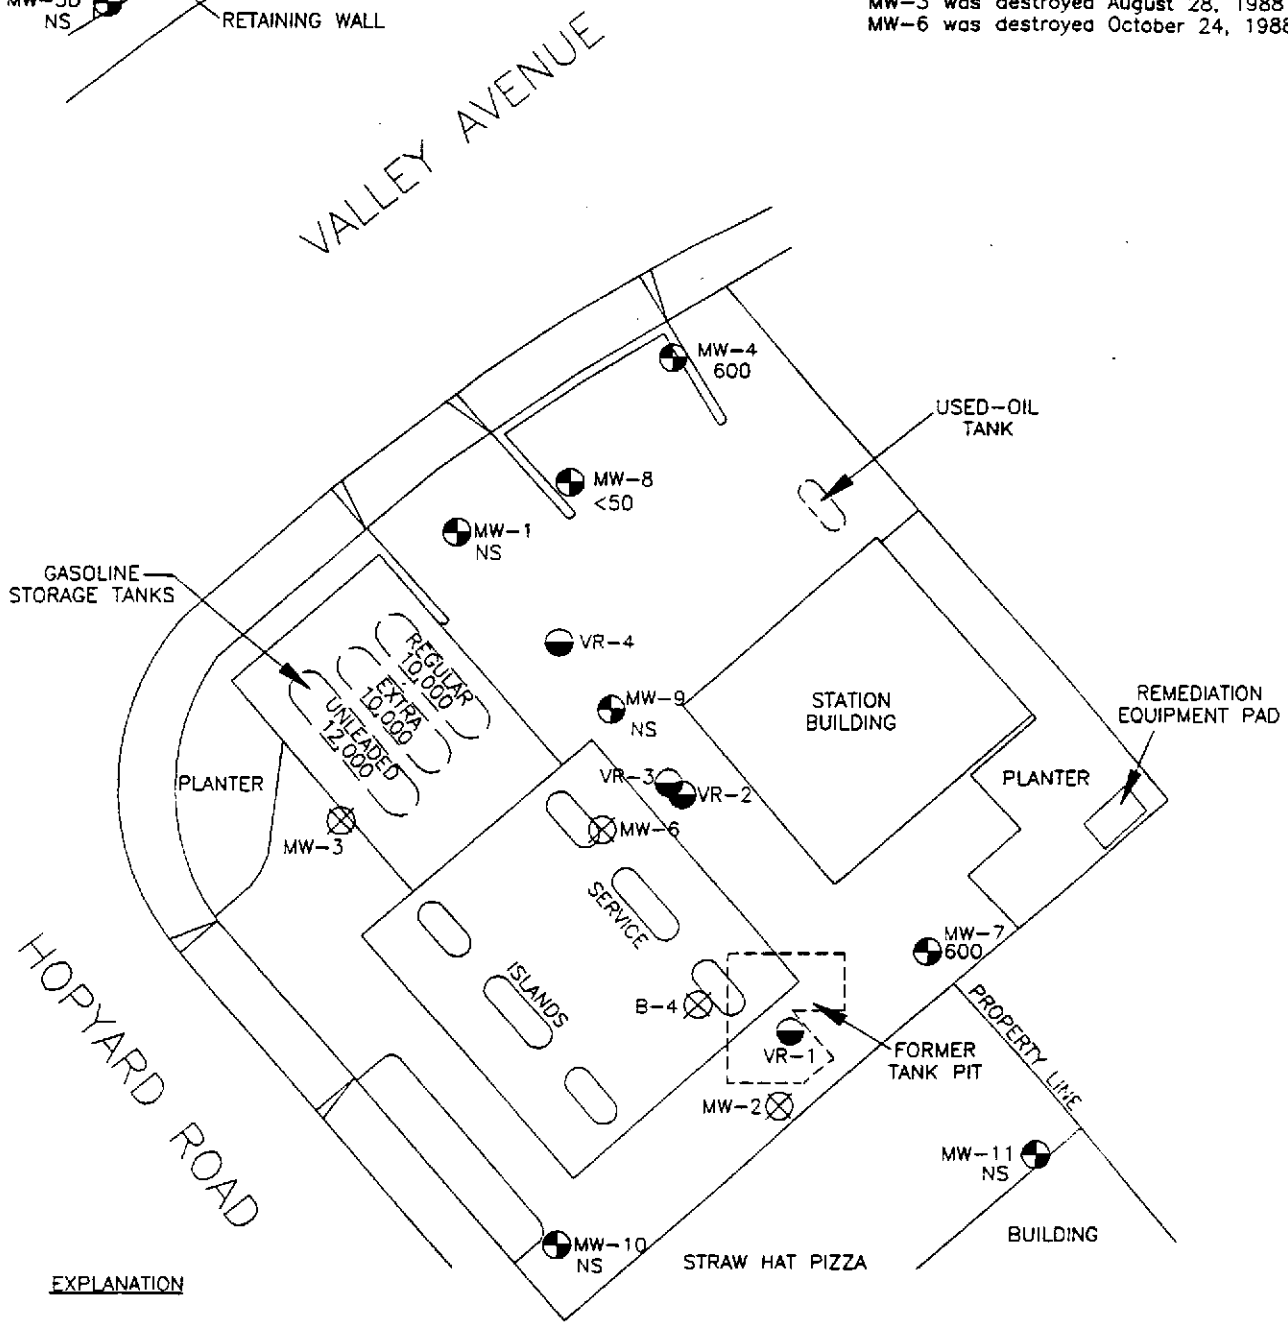 NS
RETAINING WALL
MW-3 was destroyed August 28, 1988
MW-6 was destroyed October 24, 1988
VALLEY AVENUE
MW-4
600
USED-OIL
TANK
MW-8
<50
MW-1
NS
GASOLINE
STORAGE TANKS
REGULAR
10,000
EXTRA
10,000
UNLEADED
12,000
VR-4
MW-9
NS
STATION
BUILDING
REMEDIATION
EQUIPMENT PAD
PLANTER
PLANTER
VR-3
VR-2
MW-3
MW-6
SERVICE
ISLANDS
MW-7
600
HOPYARD ROAD
B-4
PROPERTY LINE
VR-1
FORMER
TANK PIT
MW-2
MW-11
NS
BUILDING
MW-10
NS
STRAW HAT PIZZA
EXPLANATION